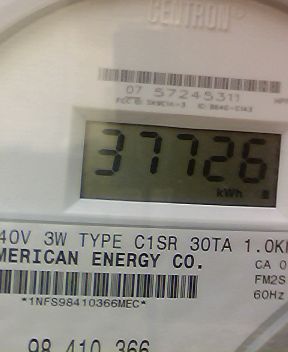 CENTRON®
07 57245311
37726
kWh
40V 3W TYPE C1SR 30TA 1.0K
MERICAN ENERGY CO.
CA 0
FM2S
60Hz
*1NFS98410366MEC*
98 410 366